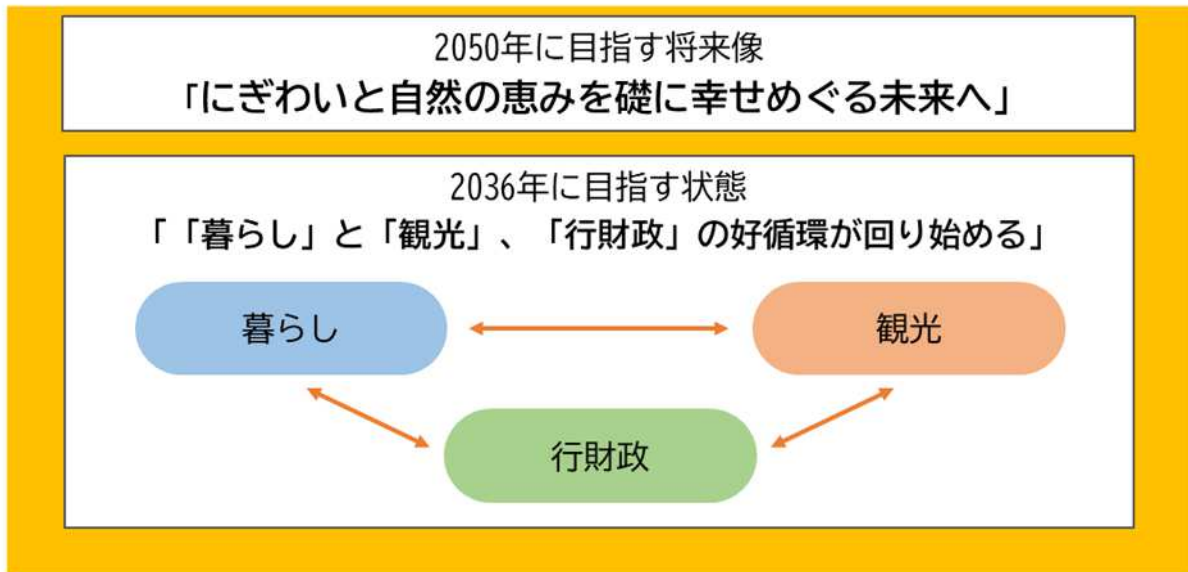 2050年に目指す将来像
「にぎわいと自然の恵みを礎に幸せめぐる未来へ」
2036年に目指す状態
「「暮らし」と「観光」、「行財政」の好循環が回り始める」
暮らし
観光
行財政